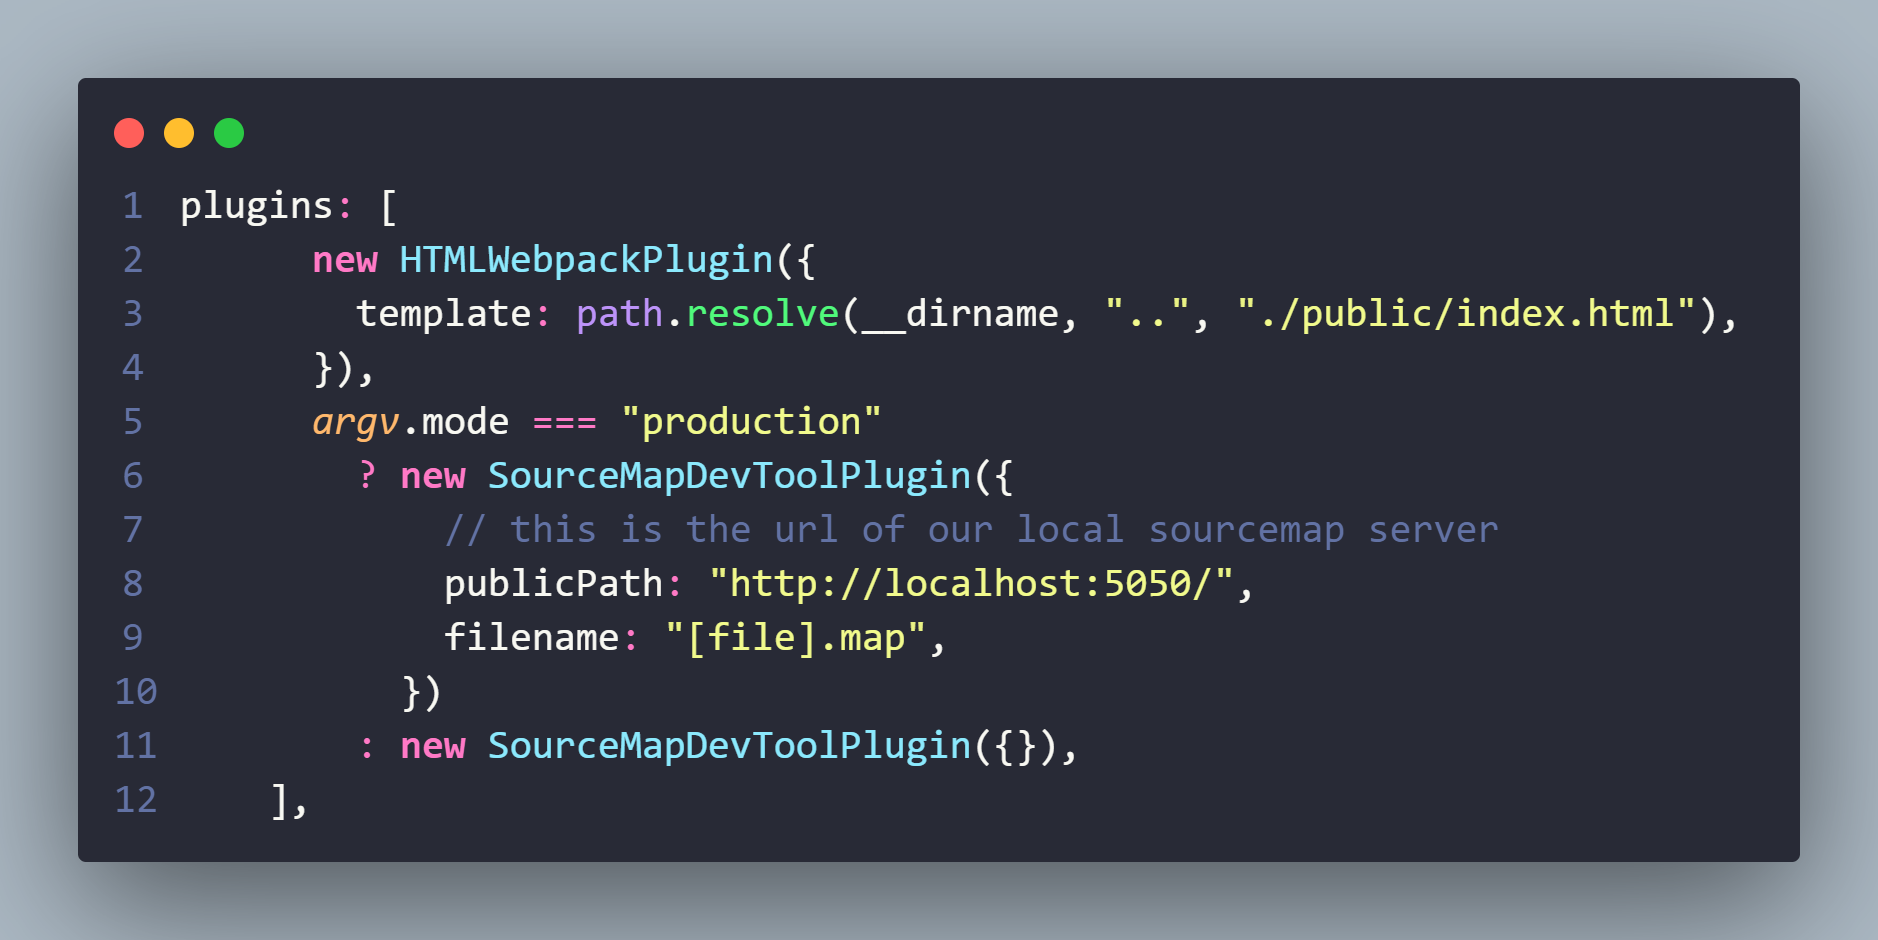 1 plugins: [
2       new HTMLWebpackPlugin({
3         template: path.resolve(__dirname, "..", "./public/index.html"),
4       }),
5       argv.mode === "production"
6         ? new SourceMapDevToolPlugin({
7             // this is the url of our local sourcemap server
8             publicPath: "http://localhost:5050/",
9             filename: "[file].map",
10           })
11         : new SourceMapDevToolPlugin({}),
12     ],